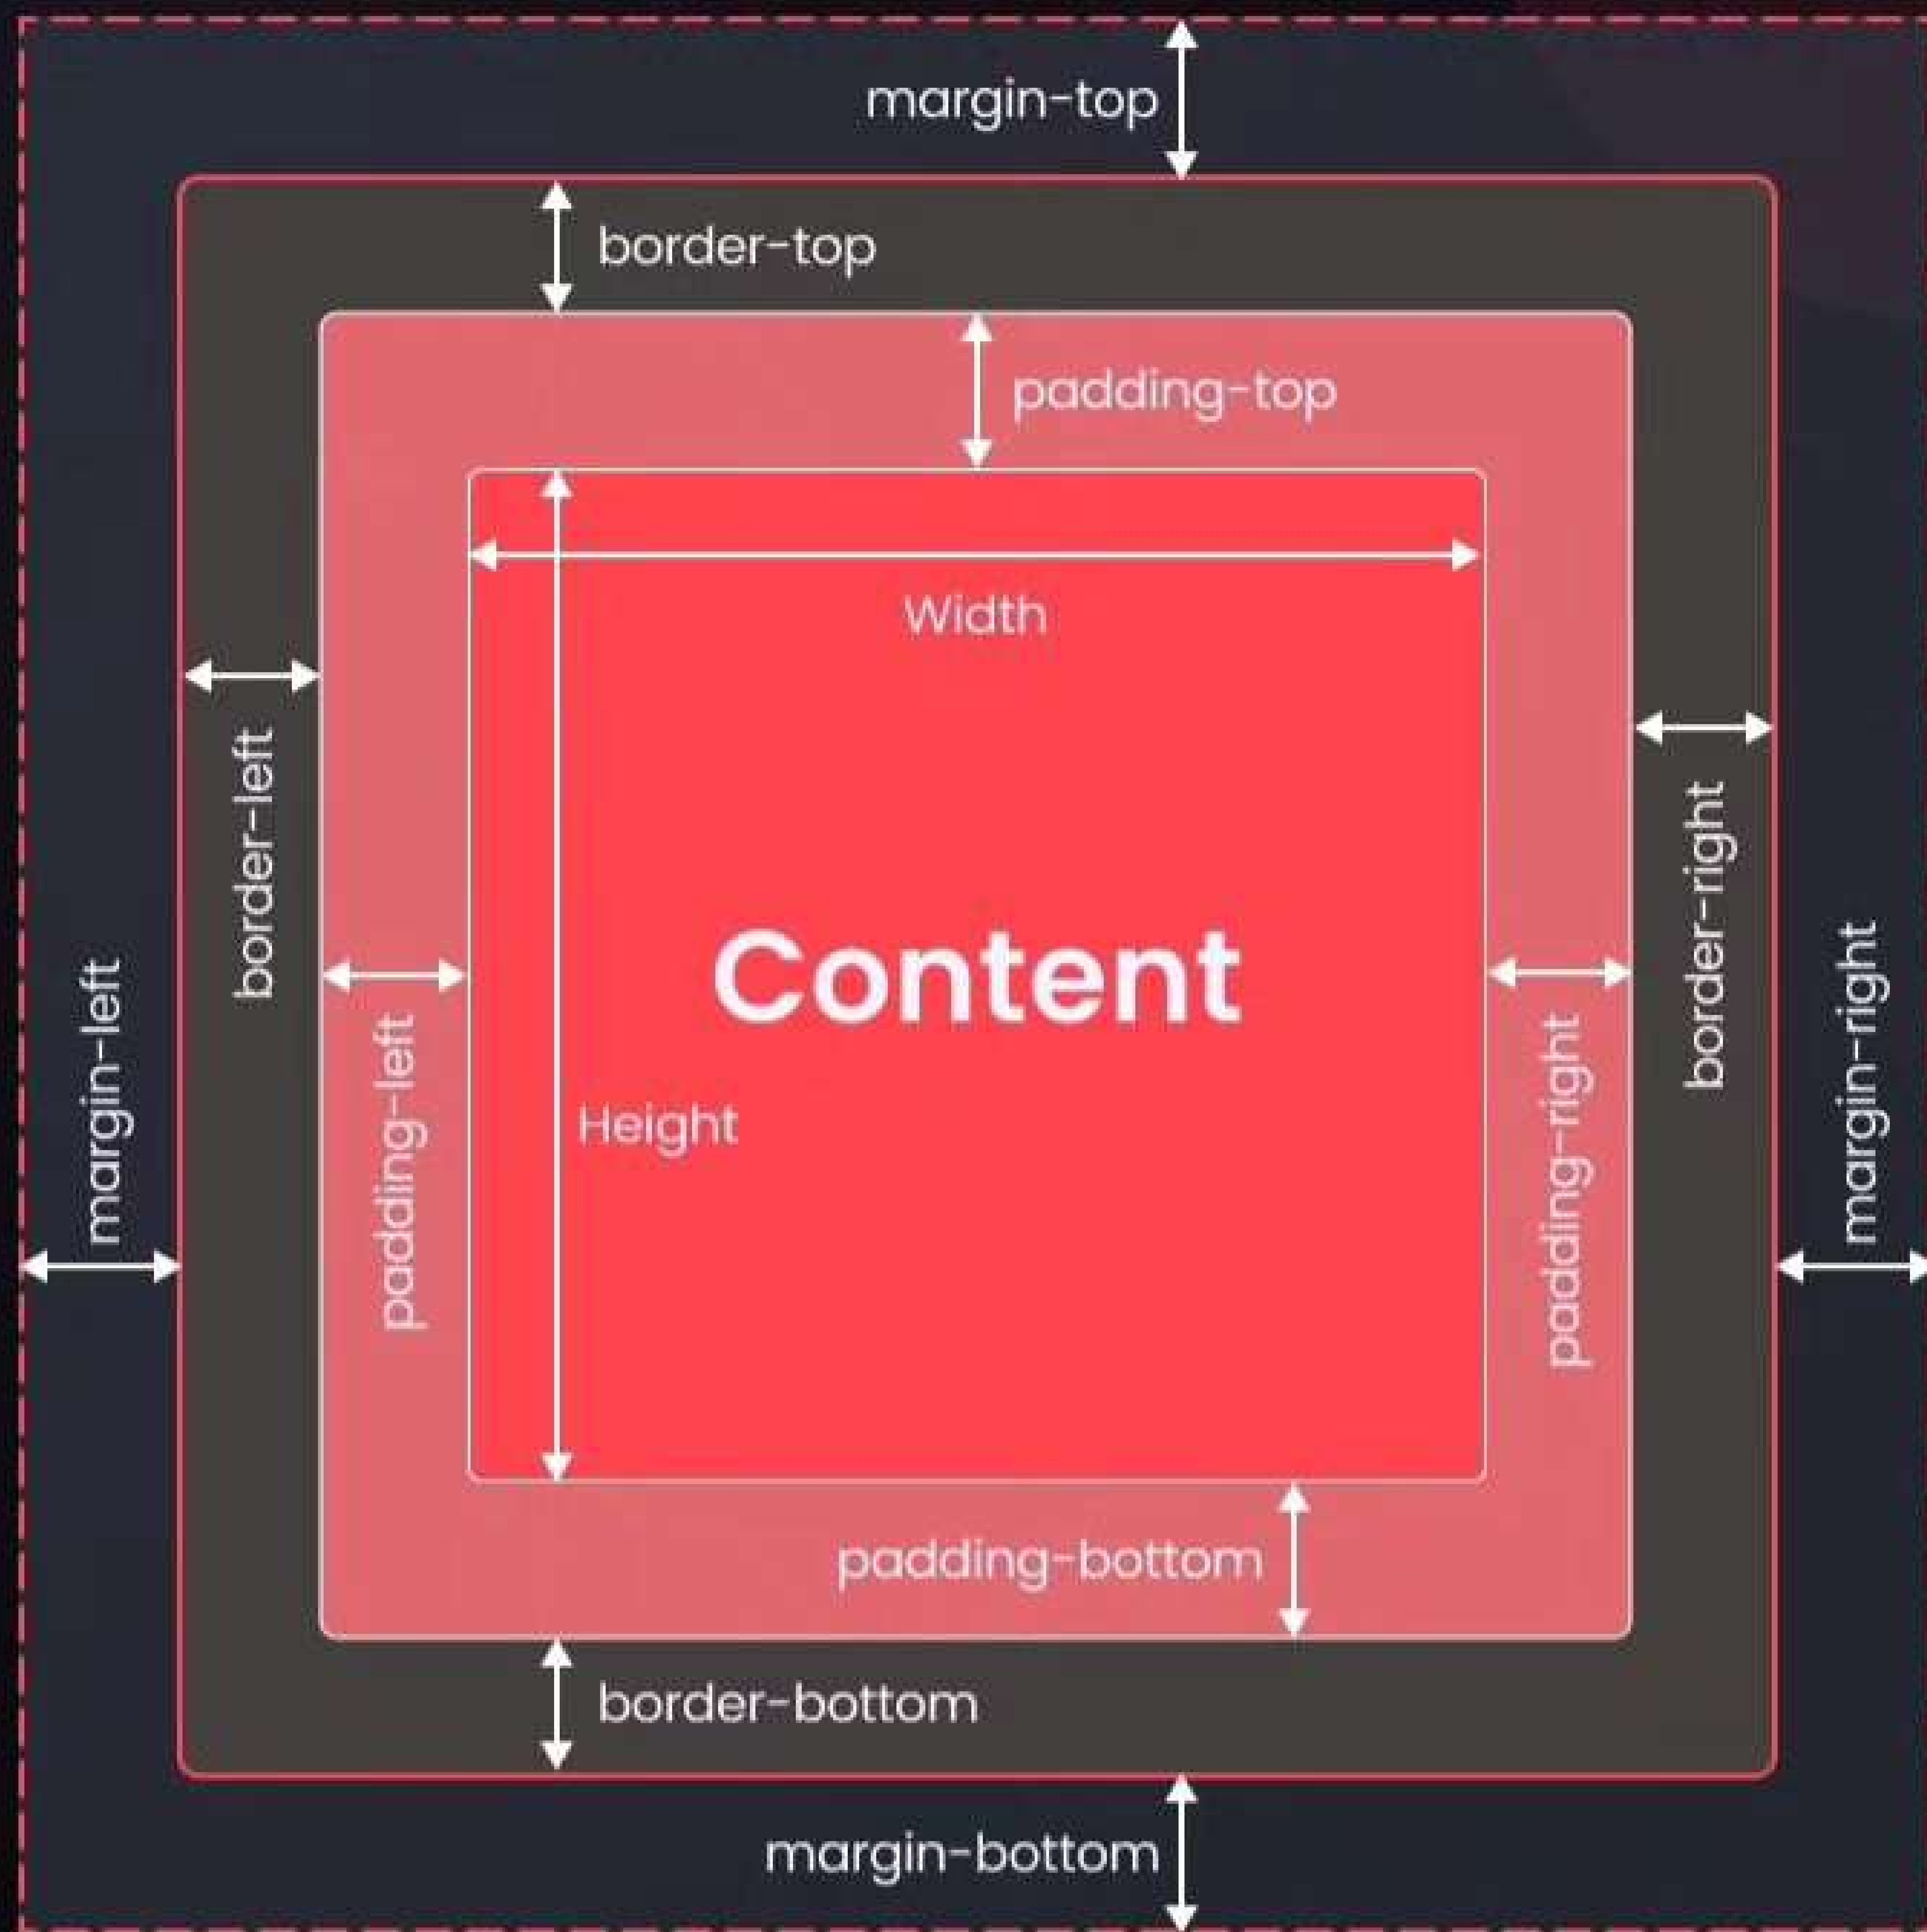 margin-top
border-top
padding-top
Width
border-left
border-right
Content
margin-left
padding-left
Height
padding-right
margin-right
padding-bottom
border-bottom
margin-bottom